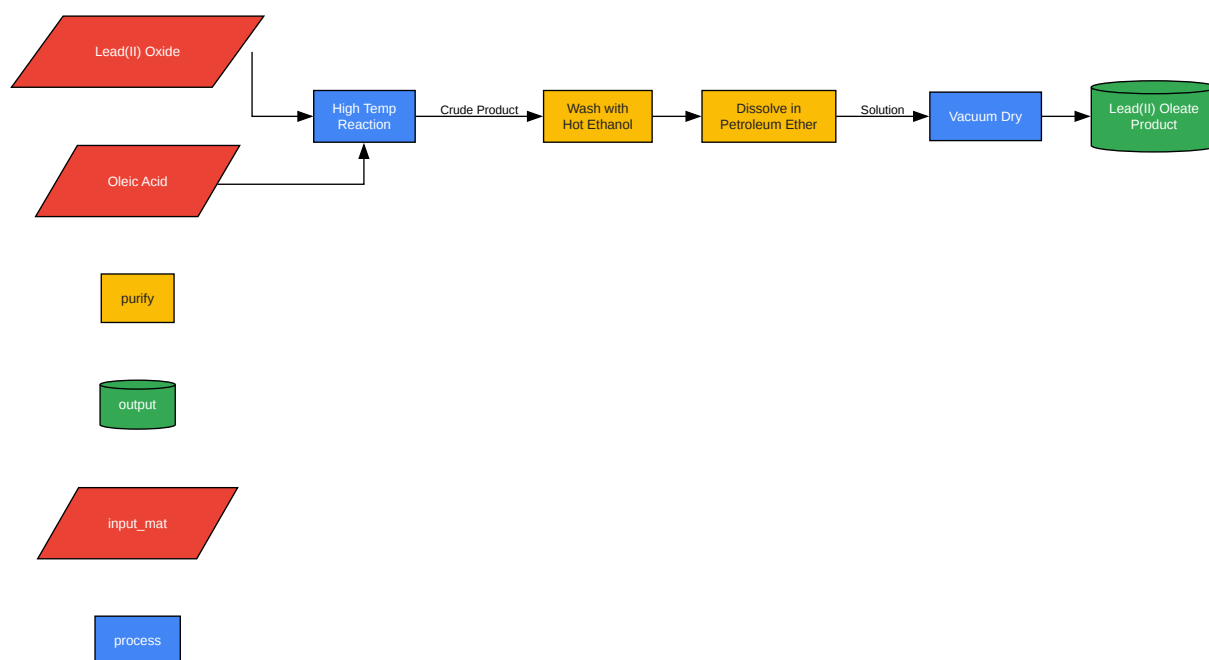 Lead(II) Oxide
High Temp
Reaction
Crude Product
Wash with
Hot Ethanol
Dissolve in
Petroleum Ether
Solution
Vacuum Dry
Lead(II) Oleate
Product
Oleic Acid
purify
output
input_mat
process